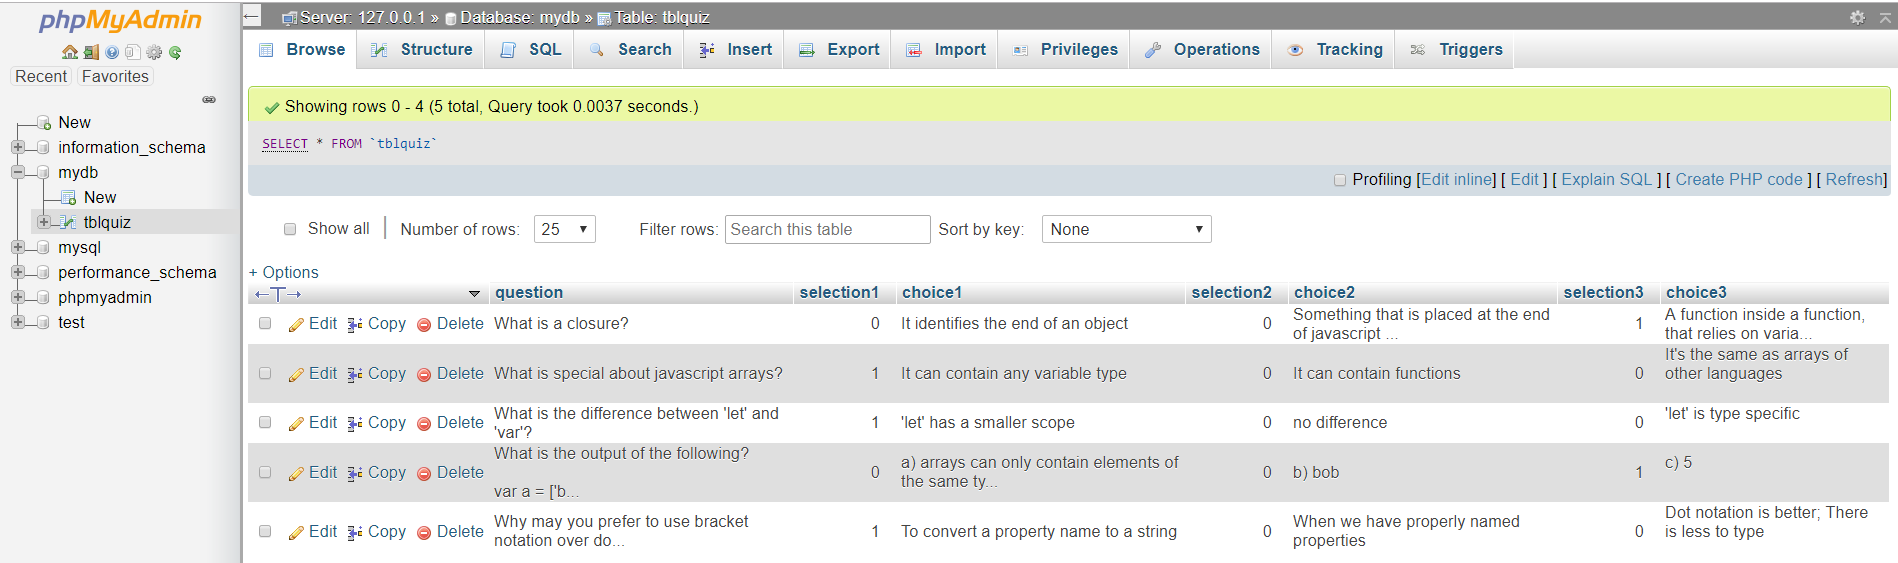 phpMyAdmin
Recent Favorites
New
information_schema
mydb
New
tblquiz
mysql
performance_schema
phpmyadmin
test
Server: 127.0.0.1 » Database: mydb » Table: tblquiz
Browse Structure SQL Search Insert Export Import Privileges Operations Tracking Triggers
Showing rows 0 - 4 (5 total, Query took 0.0037 seconds.)
SELECT * FROM `tblquiz`
Profiling [Edit inline] [ Edit ] [ Explain SQL ] [ Create PHP code ] [ Refresh]
Show all | Number of rows: 25 Filter rows: Search this table Sort by key: None
+ Options
←T→ question selection1 choice1 selection2 choice2 selection3 choice3
Edit Copy Delete What is a closure? 0 It identifies the end of an object 0 Something that is placed at the end
of javascript ... 1 A function inside a function,
that relies on varia...
Edit Copy Delete What is special about javascript arrays? 1 It can contain any variable type 0 It can contain functions 0 It's the same as arrays of
other languages
Edit Copy Delete What is the difference between 'let' and
'var'? 1 'let' has a smaller scope 0 no difference 0 'let' is type specific
Edit Copy Delete What is the output of the following?
var a = ['b... 0 a) arrays can only contain elements of
the same ty... 0 b) bob 1 c) 5
Edit Copy Delete Why may you prefer to use bracket
notation over do... 1 To convert a property name to a string 0 When we have properly named
properties 0 Dot notation is better; There
is less to type